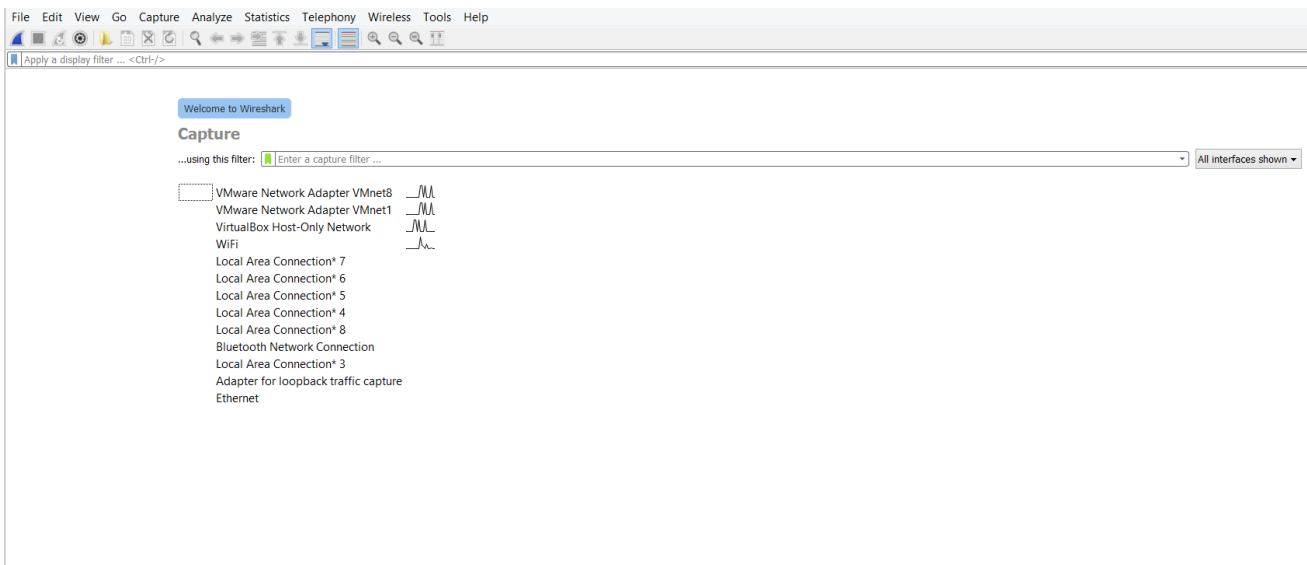 File Edit View Go Capture Analyze Statistics Telephony Wireless Tools Help
Apply a display filter ... <Ctrl-/>
Welcome to Wireshark
Capture
...using this filter: Enter a capture filter ... All interfaces shown
VMware Network Adapter VMnet8
VMware Network Adapter VMnet1
VirtualBox Host-Only Network
WiFi
Local Area Connection* 7
Local Area Connection* 6
Local Area Connection* 5
Local Area Connection* 4
Local Area Connection* 8
Bluetooth Network Connection
Local Area Connection* 3
Adapter for loopback traffic capture
Ethernet